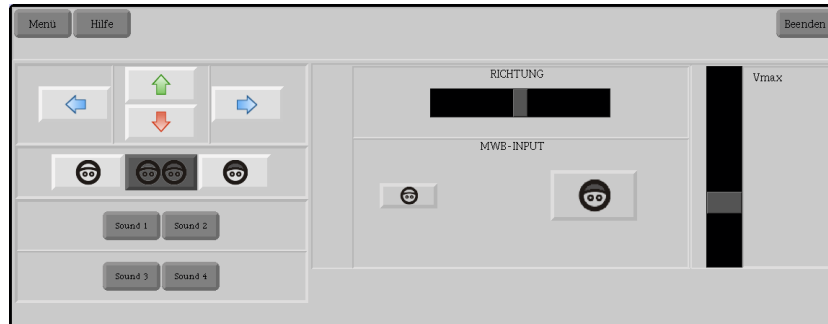 Menü
Hilfe
Beenden
RICHTUNG
Vmax
MWB-INPUT
Sound 1
Sound 2
Sound 3
Sound 4